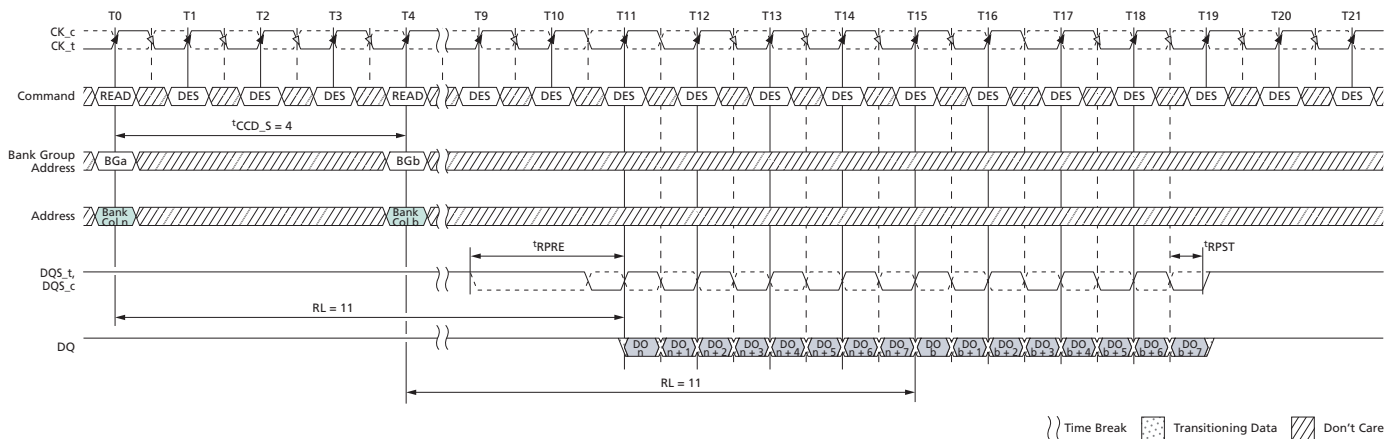 T0 T1 T2 T3 T4 T9 T10 T11 T12 T13 T14 T15 T16 T17 T18 T19 T20 T21
CK_c
CK_t
Command READ DES DES DES READ DES DES DES DES DES DES DES DES DES DES DES DES DES
tCCD_S = 4
Bank Group
Address
BGa BGb
Address
Bank
Col n
Bank
Col b
tRPRE tRPST
DQS_t,
DQS_c
RL = 11
DQ
DO DO DO DO DO DO DO DO DO DO DO DO DO DO DO DO
n n + 1 n + 2 n + 3 n + 4 n + 5 n + 6 n + 7 b b + 1 b + 2 b + 3 b + 4 b + 5 b + 6 b + 7
RL = 11
Time Break Transitioning Data Don't Care